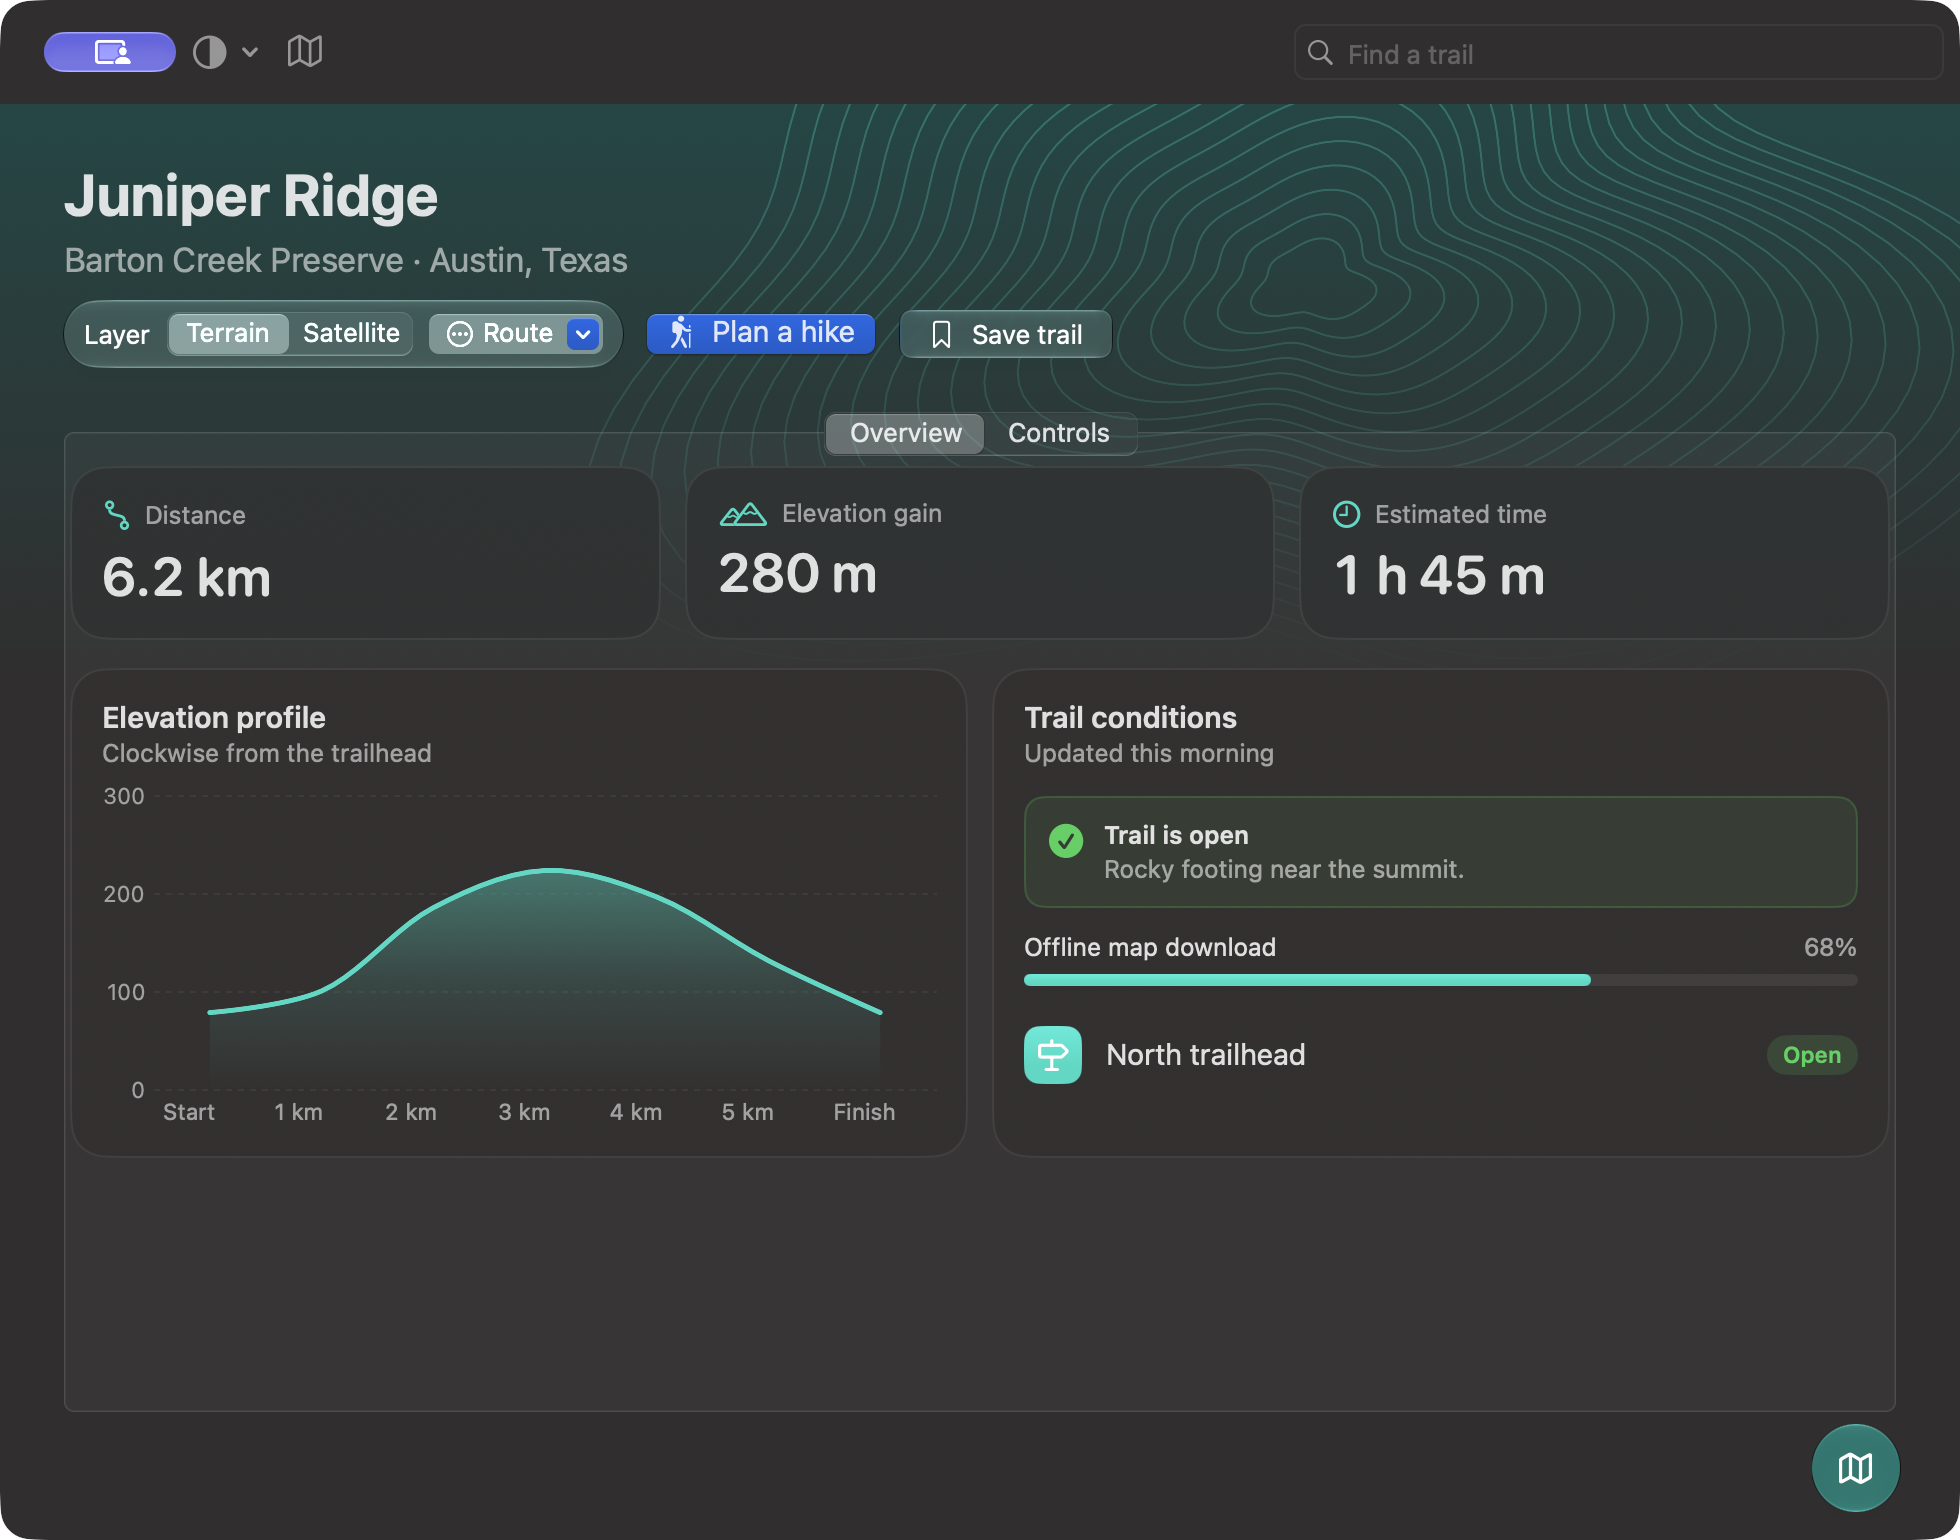 Find a trail
Juniper Ridge
Barton Creek Preserve · Austin, Texas
Layer Terrain Satellite Route Plan a hike Save trail
Overview Controls
Distance
6.2 km
Elevation gain
280 m
Estimated time
1 h 45 m
Elevation profile
Clockwise from the trailhead
300
200
100
0
Start 1 km 2 km 3 km 4 km 5 km Finish
Trail conditions
Updated this morning
Trail is open
Rocky footing near the summit.
Offline map download 68%
North trailhead Open